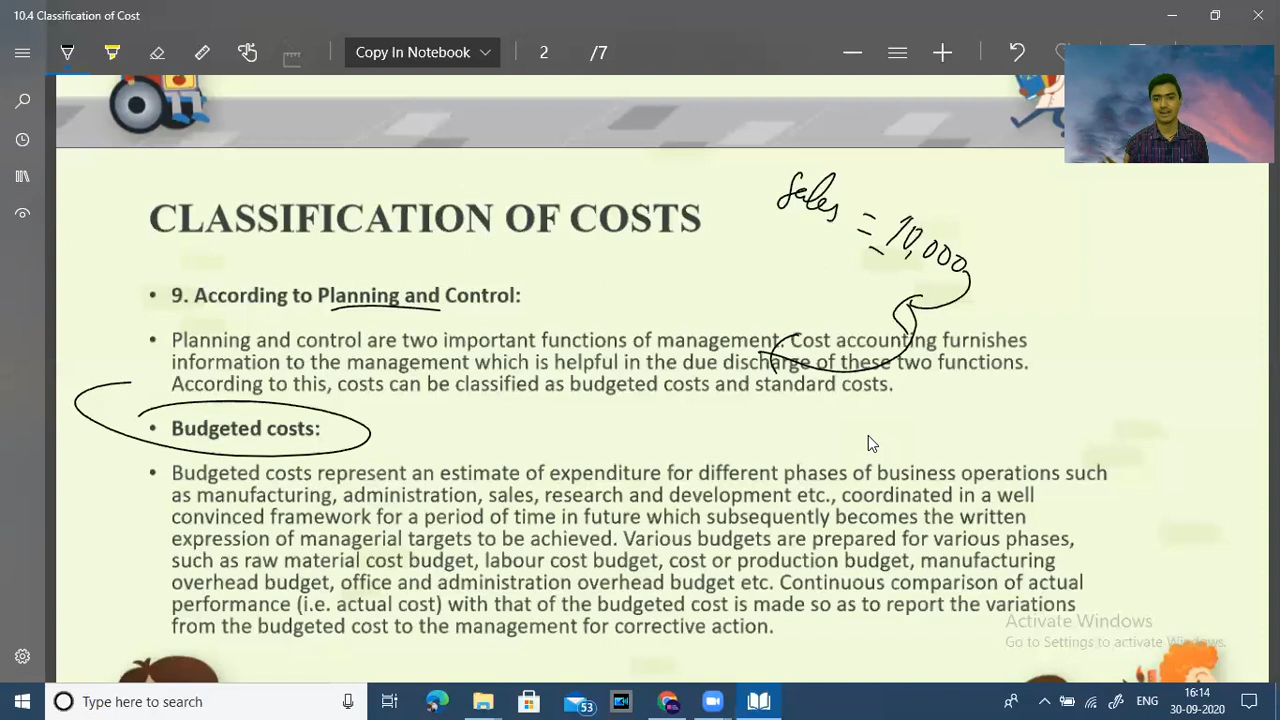 10.4 Classification of Cost
Copy In Notebook
2 /7
Sales = 10,000
CLASSIFICATION OF COSTS
• 9. According to Planning and Control:
• Planning and control are two important functions of management. Cost accounting furnishes
information to the management which is helpful in the due discharge of these two functions.
According to this, costs can be classified as budgeted costs and standard costs.
• Budgeted costs:
• Budgeted costs represent an estimate of expenditure for different phases of business operations such
as manufacturing, administration, sales, research and development etc., coordinated in a well
convinced framework for a period of time in future which subsequently becomes the written
expression of managerial targets to be achieved. Various budgets are prepared for various phases,
such as raw material cost budget, labour cost budget, cost or production budget, manufacturing
overhead budget, office and administration overhead budget etc. Continuous comparison of actual
performance (i.e. actual cost) with that of the budgeted cost is made so as to report the variations
from the budgeted cost to the management for corrective action.
Activate Windows
Go to Settings to activate Windows.
Type here to search
53
ENG
16:14
30-09-2020